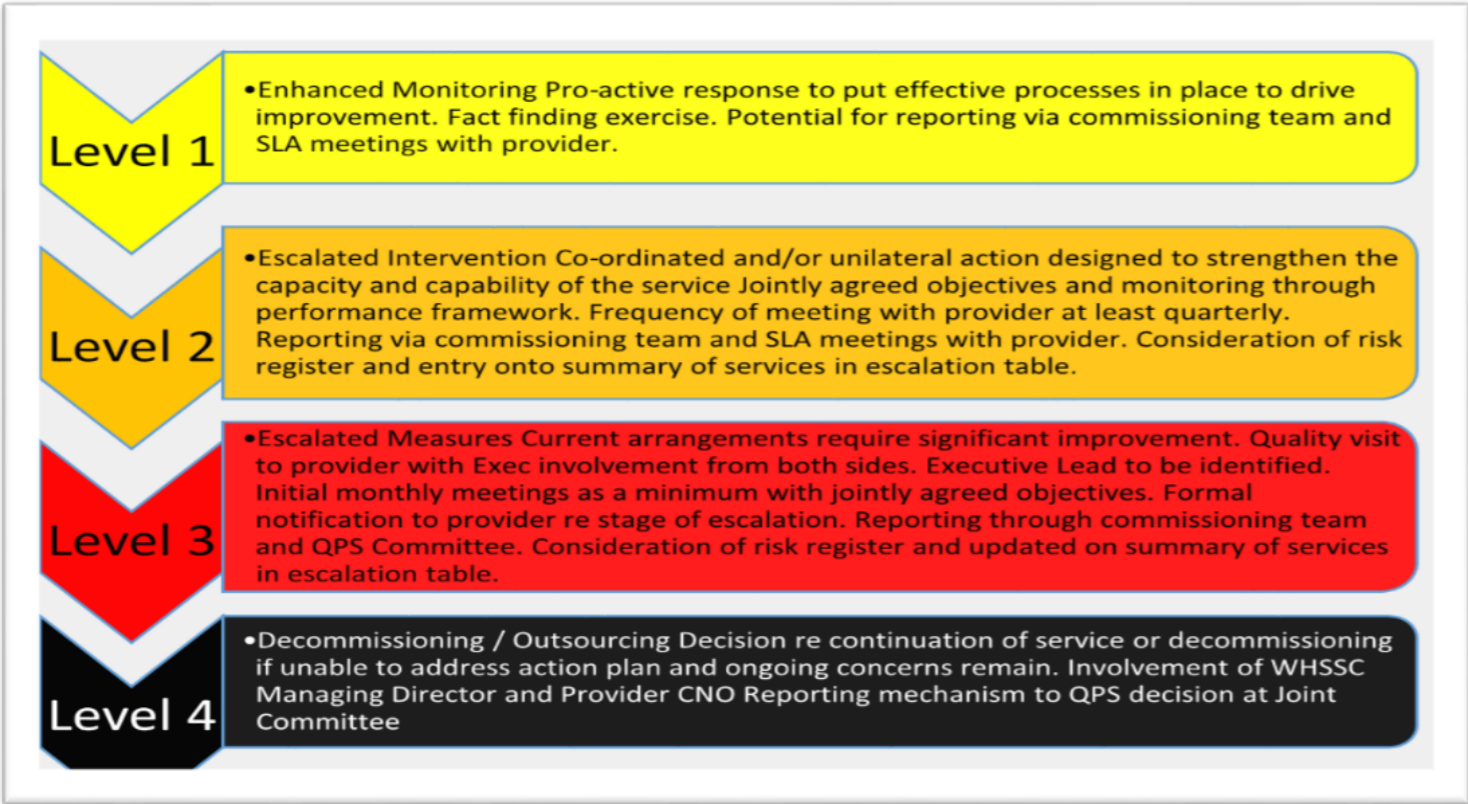 Level 1
•Enhanced Monitoring Pro-active response to put effective processes in place to drive
improvement. Fact finding exercise. Potential for reporting via commissioning team and
SLA meetings with provider.
Level 2
•Escalated Intervention Co-ordinated and/or unilateral action designed to strengthen the
capacity and capability of the service Jointly agreed objectives and monitoring through
performance framework. Frequency of meeting with provider at least quarterly.
Reporting via commissioning team and SLA meetings with provider. Consideration of risk
register and entry onto summary of services in escalation table.
Level 3
•Escalated Measures Current arrangements require significant improvement. Quality visit
to provider with Exec involvement from both sides. Executive Lead to be identified.
Initial monthly meetings as a minimum with jointly agreed objectives. Formal
notification to provider re stage of escalation. Reporting through commissioning team
and QPS Committee. Consideration of risk register and updated on summary of services
in escalation table.
Level 4
•Decommissioning / Outsourcing Decision re continuation of service or decommissioning
if unable to address action plan and ongoing concerns remain. Involvement of WHSSC
Managing Director and Provider CNO Reporting mechanism to QPS decision at Joint
Committee